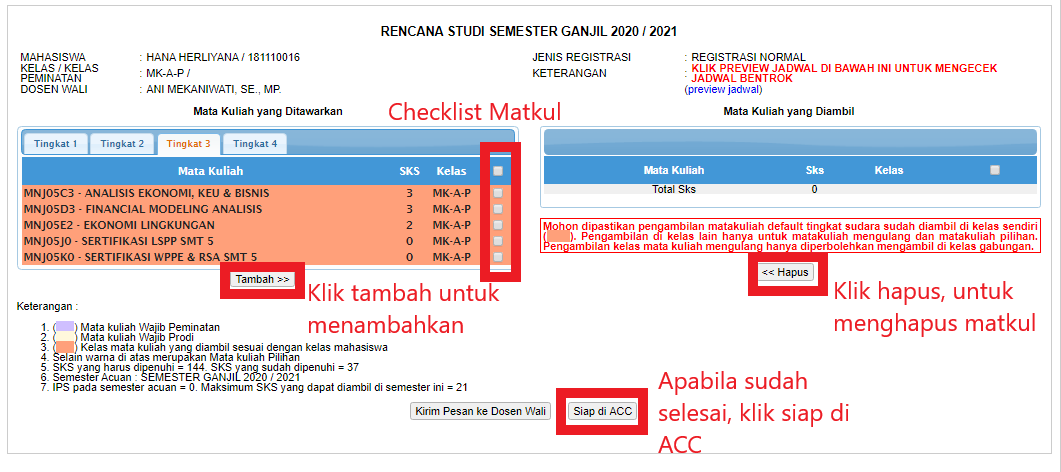 RENCANA STUDI SEMESTER GANJIL 2020 / 2021
MAHASISWA : HANA HERLIYANA / 181110016
KELAS / KELAS PEMINATAN : MK-A-P /
DOSEN WALI : ANI MEKANIWATI, SE., MP.
JENIS REGISTRASI : REGISTRASI NORMAL
KETERANGAN : KLIK PREVIEW JADWAL DI BAWAH INI UNTUK MENGECEK
JADWAL BENTROK
(preview jadwal)
Mata Kuliah yang Ditawarkan
Checklist Matkul
Tingkat 1 Tingkat 2 Tingkat 3 Tingkat 4
Mata Kuliah SKS Kelas
MNJ05C3 - ANALISIS EKONOMI, KEU & BISNIS 3 MK-A-P
MNJ05D3 - FINANCIAL MODELING ANALISIS 3 MK-A-P
MNJ05E2 - EKONOMI LINGKUNGAN 2 MK-A-P
MNJ05J0 - SERTIFIKASI LSPP SMT 5 0 MK-A-P
MNJ05K0 - SERTIFIKASI WPPE & RSA SMT 5 0 MK-A-P
Tambah >>
Klik tambah untuk
menambahkan
Mata Kuliah yang Diambil
Mata Kuliah Sks Kelas
Total Sks 0
Mohon dipastikan pengambilan matakuliah default tingkat sudara sudah diambil di kelas sendiri
( ). Pengambilan di kelas lain hanya untuk matakuliah mengulang dan matakuliah pilihan.
Pengambilan kelas mata kuliah mengulang hanya diperbolehkan mengambil di kelas gabungan.
<< Hapus
Klik hapus, untuk
menghapus matkul
Keterangan :
1. ( ) Mata kuliah Wajib Peminatan
2. ( ) Mata kuliah Wajib Prodi
3. ( ) Kelas mata kuliah yang diambil sesuai dengan kelas mahasiswa
4. Selain warna di atas merupakan Mata kuliah Pilihan
5. SKS yang harus dipenuhi = 144. SKS yang sudah dipenuhi = 37
6. Semester Acuan : SEMESTER GANJIL 2020 / 2021
7. IPS pada semester acuan = 0. Maksimum SKS yang dapat diambil di semester ini = 21
Kirim Pesan ke Dosen Wali
Siap di ACC
Apabila sudah
selesai, klik siap di
ACC